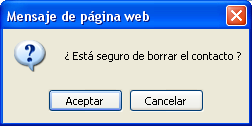 Mensaje de página web
¿ Está seguro de borrar el contacto ?
Aceptar
Cancelar